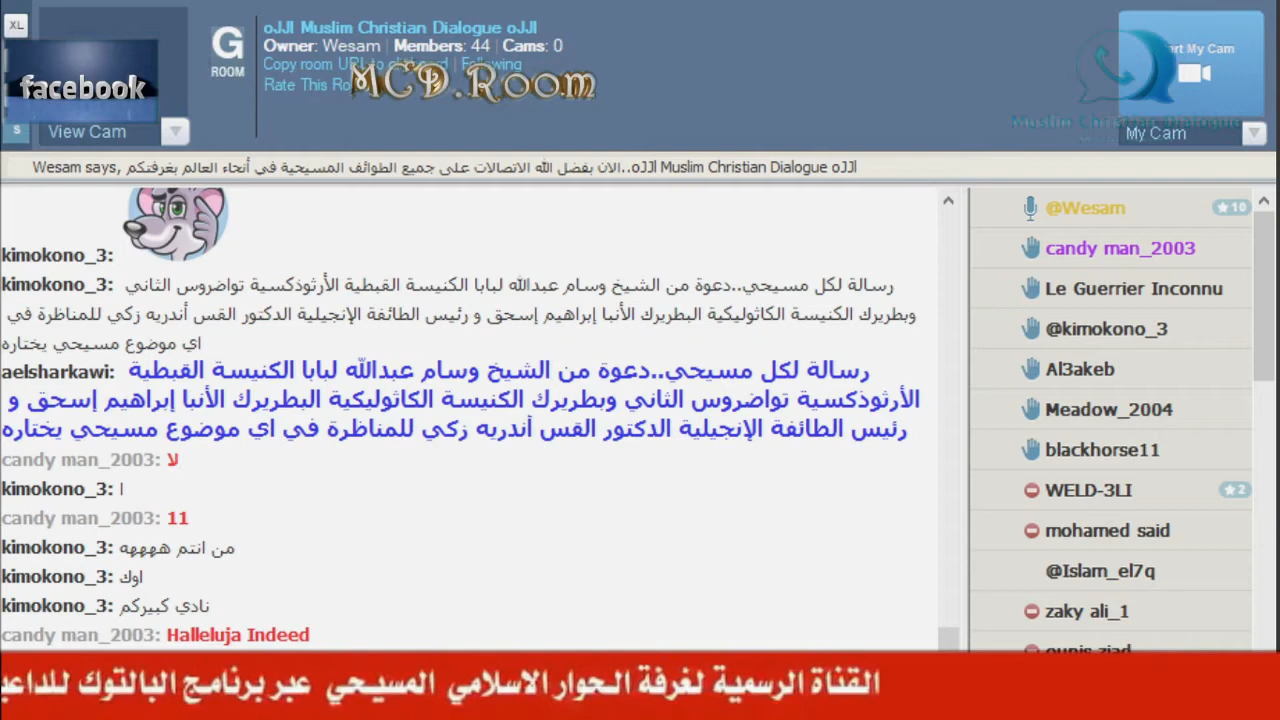 XL
facebook
S
View Cam
G
ROOM
oJJl Muslim Christian Dialogue oJJl
Owner: Wesam | Members: 44 | Cams: 0
Copy room URL to | Following
Rate This
MCD.Room
My Cam
Muslim Christian Dialogue
My Cam
Wesam says, الان بفضل الله الاتصالات على جميع الطوائف المسيحية في أنحاء العالم بغرفتكم..oJJl Muslim Christian Dialogue oJJl
kimokono_3:
kimokono_3: رسالة لكل مسيحي..دعوة من الشيخ وسام عبدالله لبابا الكنيسة القبطية الأرثوذكسية تواضروس الثاني
وبطريرك الكنيسة الكاثوليكية البطريرك الأنبا إبراهيم إسحق و رئيس الطائفة الإنجيلية الدكتور القس أندريه زكي للمناظرة في
اي موضوع مسيحي يختاره
aelsharkawi: رسالة لكل مسيحي..دعوة من الشيخ وسام عبدالله لبابا الكنيسة القبطية
الأرثوذكسية تواضروس الثاني وبطريرك الكنيسة الكاثوليكية البطريرك الأنبا إبراهيم إسحق و
رئيس الطائفة الإنجيلية الدكتور القس أندريه زكي للمناظرة في اي موضوع مسيحي يختاره
candy man_2003: لا
kimokono_3: ا
candy man_2003: 11
kimokono_3: من انتم هههههه
kimokono_3: اوك
kimokono_3: نادي كبيركم
candy man_2003: Halleluja Indeed
@Wesam
10
candy man_2003
Le Guerrier Inconnu
@kimokono_3
Al3akeb
Meadow_2004
blackhorse11
WELD-3LI
2
mohamed said
@Islam_el7q
zaky ali_1
القناة الرسمية لغرفة الحوار الاسلامي المسيحي عبر برنامج البالتوك